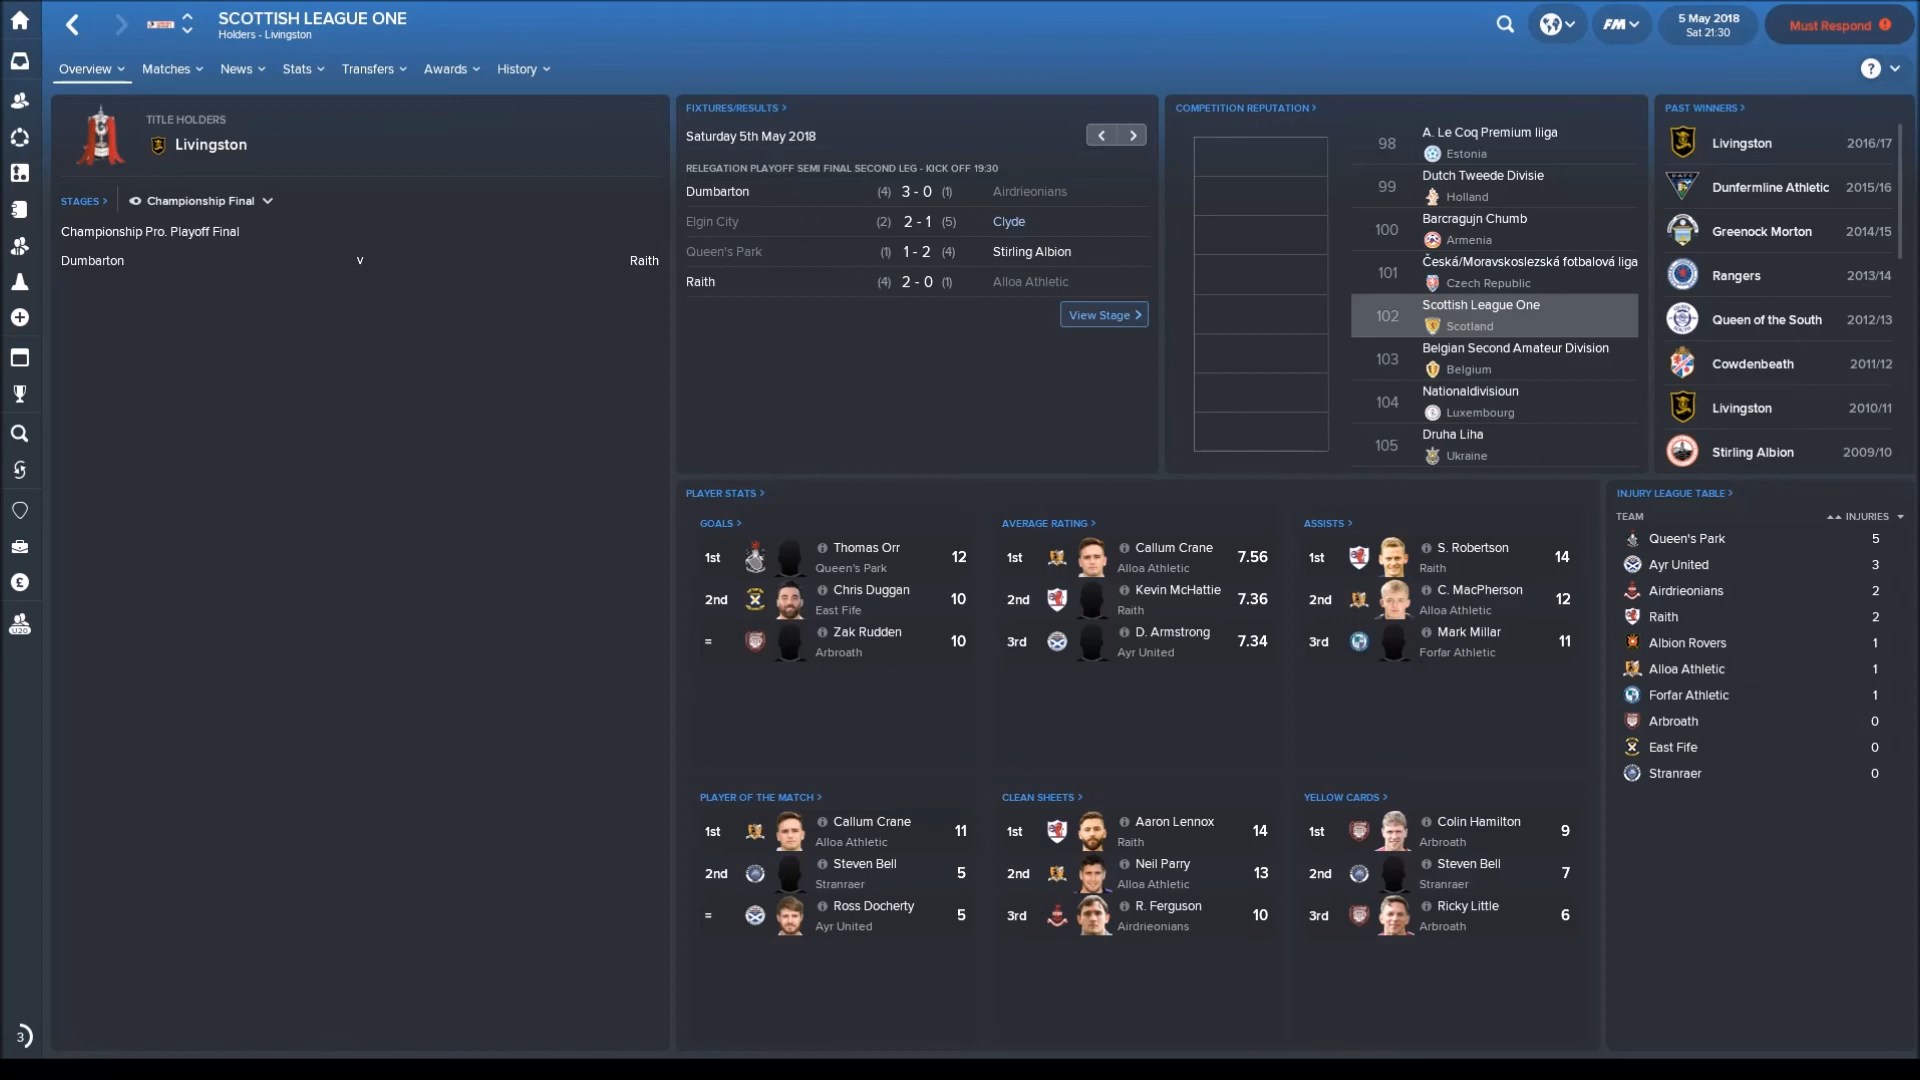 SCOTTISH LEAGUE ONE
Holders - Livingston
FM
5 May 2018
Sat 21:30
Must Respond
Overview
Matches
News
Stats
Transfers
Awards
History
?
TITLE HOLDERS
Livingston
STAGES >
Championship Final
Championship Pro. Playoff Final
Dumbarton v Raith
FIXTURES/RESULTS >
Saturday 5th May 2018
RELEGATION PLAYOFF SEMI FINAL SECOND LEG - KICK OFF 19:30
Dumbarton (4) 3 - 0 (1) Airdrieonians
Elgin City (2) 2 - 1 (5) Clyde
Queen's Park (1) 1 - 2 (4) Stirling Albion
Raith (4) 2 - 0 (1) Alloa Athletic
View Stage >
COMPETITION REPUTATION >
98 A. Le Coq Premium liiga
Estonia
99 Dutch Tweede Divisie
Holland
100 Barcragujn Chumb
Armenia
101 Česká/Moravskoslezská fotbalová liga
Czech Republic
102 Scottish League One
Scotland
103 Belgian Second Amateur Division
Belgium
104 Nationaldivisioun
Luxembourg
105 Druha Liha
Ukraine
PAST WINNERS >
Livingston 2016/17
Dunfermline Athletic 2015/16
Greenock Morton 2014/15
Rangers 2013/14
Queen of the South 2012/13
Cowdenbeath 2011/12
Livingston 2010/11
Stirling Albion 2009/10
PLAYER STATS >
GOALS >
1st Thomas Orr 12
Queen's Park
2nd Chris Duggan 10
East Fife
= Zak Rudden 10
Arbroath
AVERAGE RATING >
1st Callum Crane 7.56
Alloa Athletic
2nd Kevin McHattie 7.36
Raith
3rd D. Armstrong 7.34
Ayr United
ASSISTS >
1st S. Robertson 14
Raith
2nd C. MacPherson 12
Alloa Athletic
3rd Mark Millar 11
Forfar Athletic
PLAYER OF THE MATCH >
1st Callum Crane 11
Alloa Athletic
2nd Steven Bell 5
Stranraer
= Ross Docherty 5
Ayr United
CLEAN SHEETS >
1st Aaron Lennox 14
Raith
2nd Neil Parry 13
Alloa Athletic
3rd R. Ferguson 10
Airdrieonians
YELLOW CARDS >
1st Colin Hamilton 9
Arbroath
2nd Steven Bell 7
Stranraer
3rd Ricky Little 6
Arbroath
INJURY LEAGUE TABLE >
TEAM INJURIES
Queen's Park 5
Ayr United 3
Airdrieonians 2
Raith 2
Albion Rovers 1
Alloa Athletic 1
Forfar Athletic 1
Arbroath 0
East Fife 0
Stranraer 0
U20
3